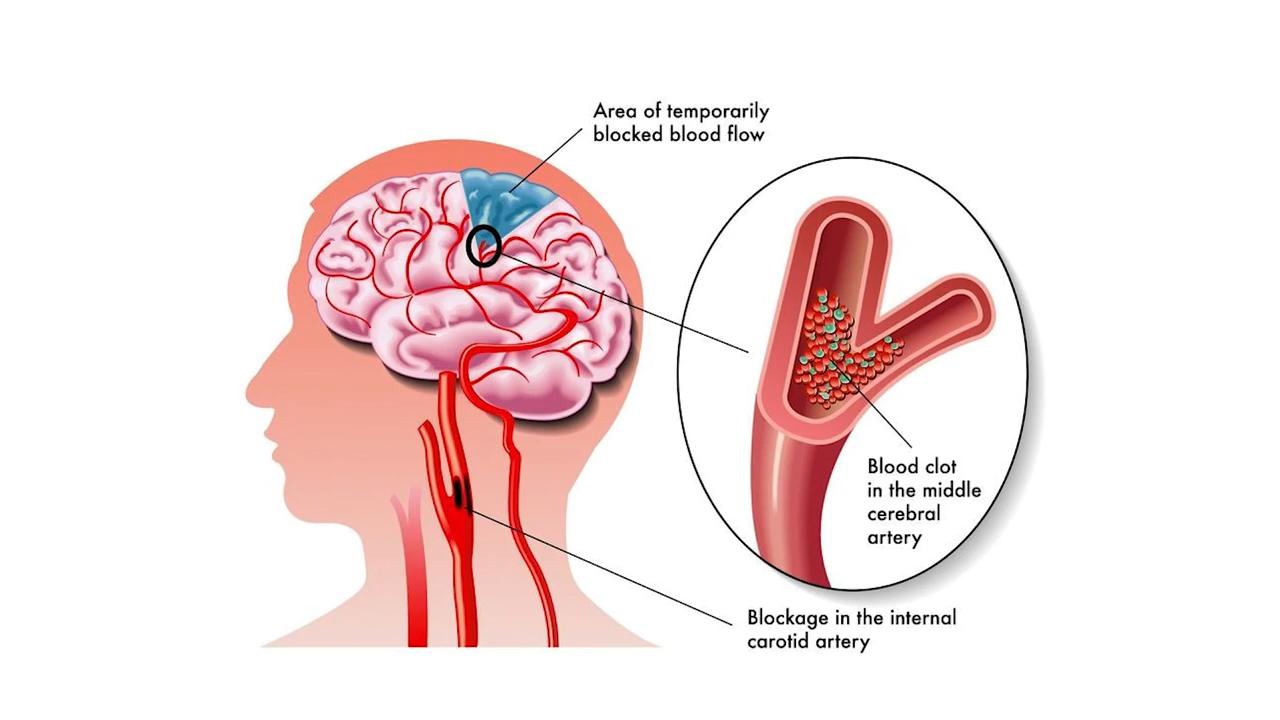 Area of temporarily
blocked blood flow
Blood clot
in the middle
cerebral
artery
Blockage in the internal
carotid artery